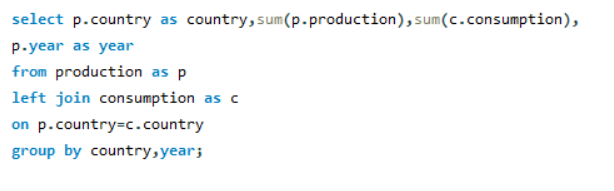 select p.country as country,sum(p.production),sum(c.consumption),
p.year as year
from production as p
left join consumption as c
on p.country=c.country
group by country,year;